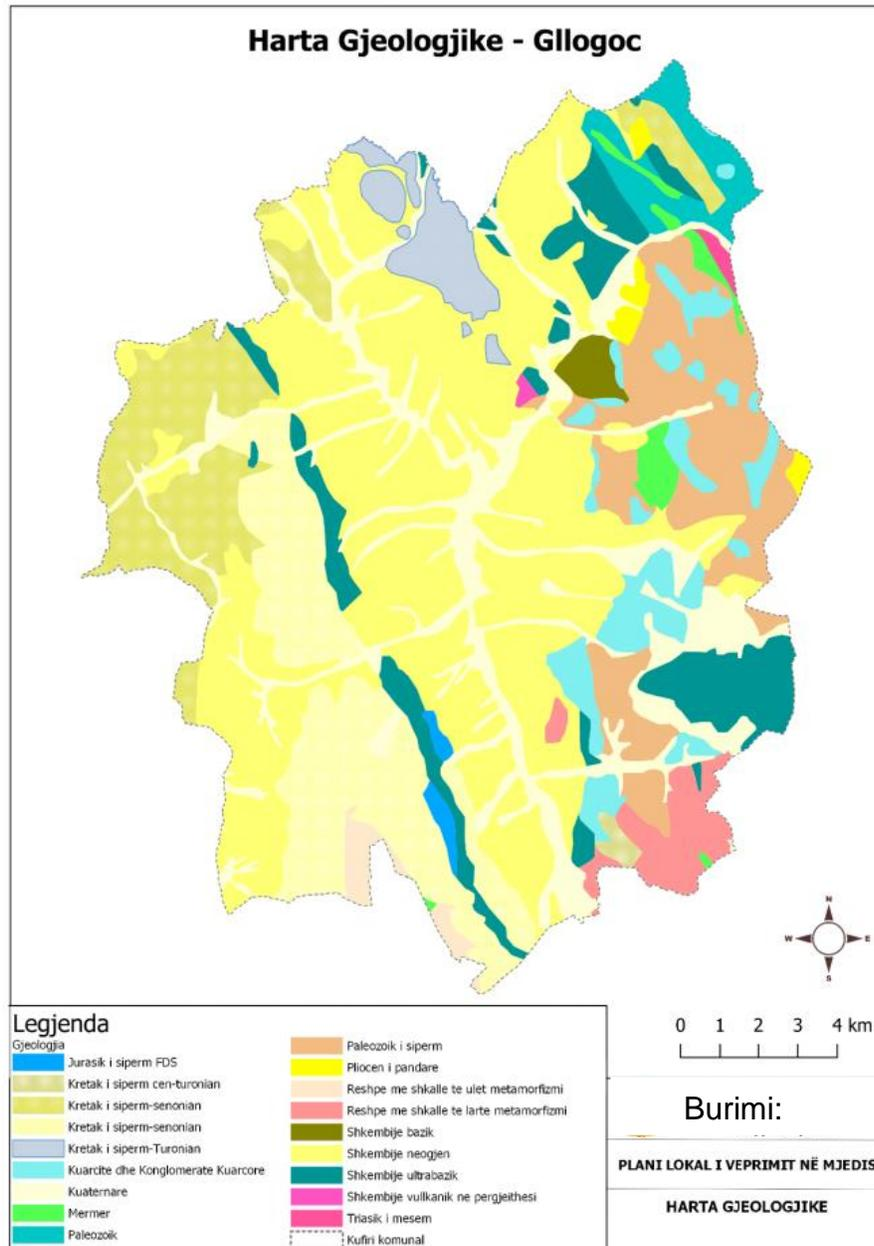 Harta Gjeologjike - Gllogoc
N
W
E
S
Legjenda
Gjeologjia
Jurasik i siperm FDS
Kretak i siperm cen-turonian
Kretak i siperm-senonian
Kretak i siperm-senonian
Kretak i siperm-Turonian
Kuarcite dhe Konglomerate Kuarcore
Kuaternare
Mermer
Paleozoik
Paleozoik i siperm
Pliocen i pandare
Reshpe me shkalle te ulet metamorfizmi
Reshpe me shkalle te larte metamorfizmi
Shkembije bazik
Shkembije neogjen
Shkembije ultrabazik
Shkembije vullkanik ne pergjeithesi
Triasik i mesem
Kufiri komunal
0 1 2 3 4 km
Burimi:
PLANI LOKAL I VEPRIMIT NË MJEDIS
HARTA GJEOLOGJIKE